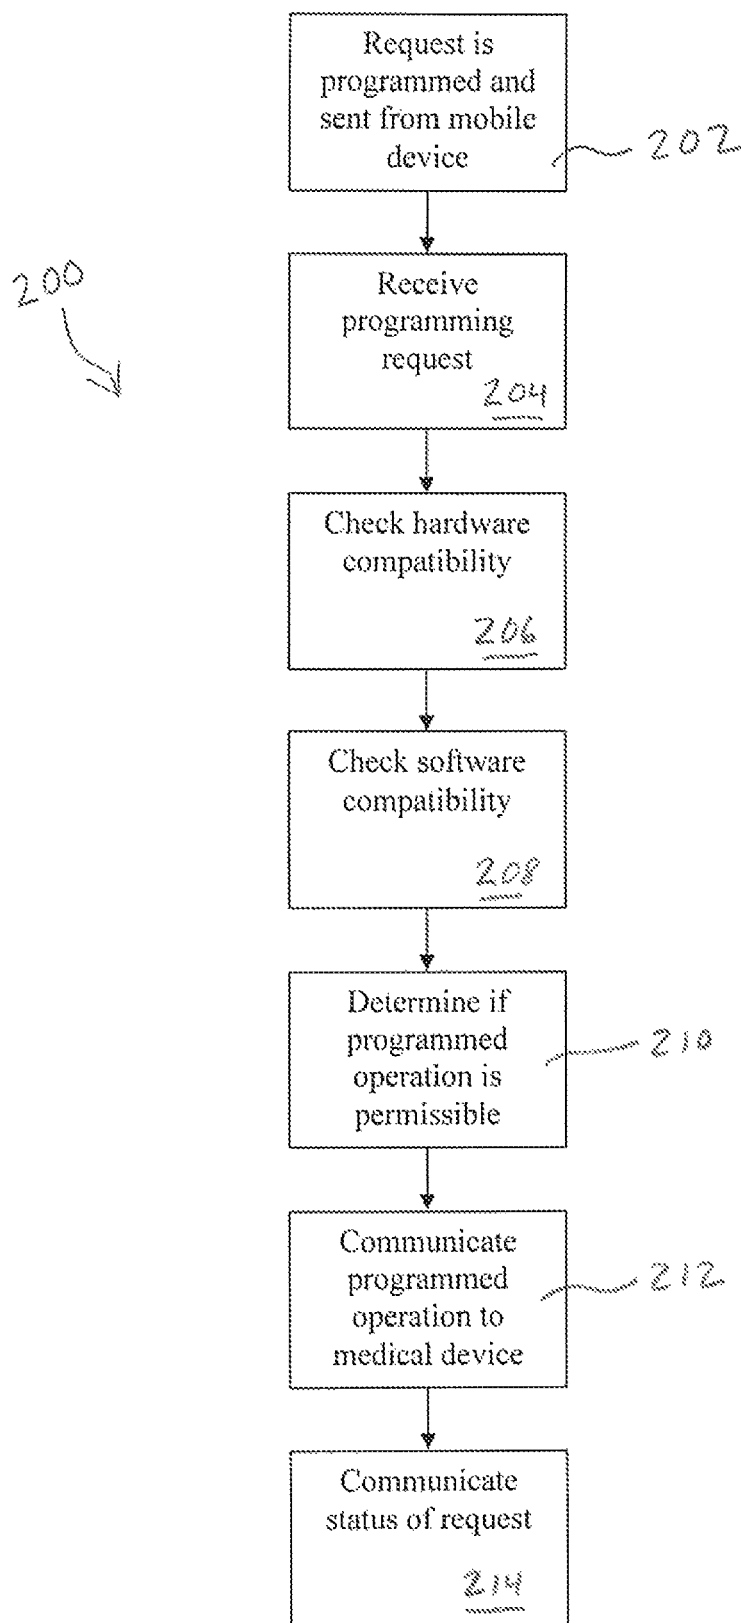 Request is
programmed and
sent from mobile
device
202
200
Receive
programming
request
204
Check hardware
compatibility
206
Check software
compatibility
208
Determine if
programmed
operation is
permissible
210
Communicate
programmed
operation to
medical device
212
Communicate
status of request
214